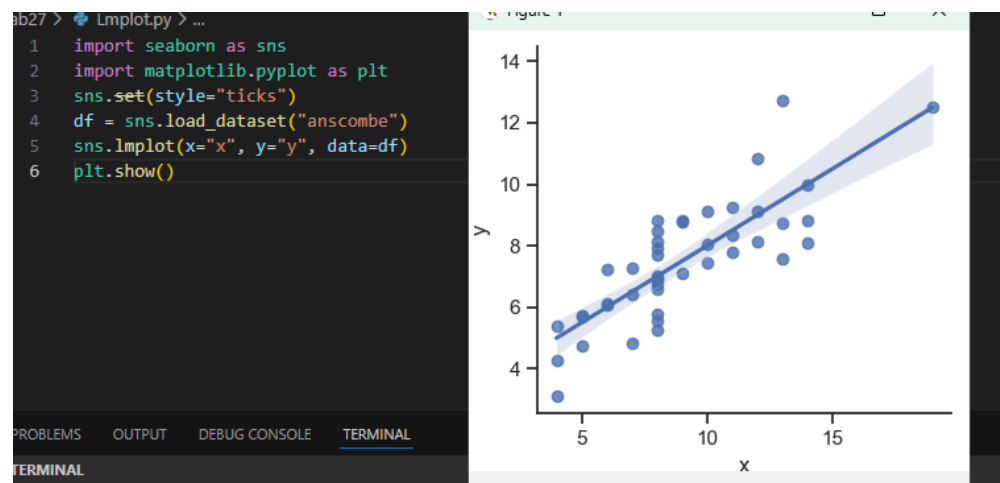 ab27 > Lmplot.py > ...
1 import seaborn as sns
2 import matplotlib.pyplot as plt
3 sns.set(style="ticks")
4 df = sns.load_dataset("anscombe")
5 sns.lmplot(x="x", y="y", data=df)
6 plt.show()
PROBLEMS OUTPUT DEBUG CONSOLE TERMINAL
TERMINAL
Figure 1
14
12
10
8
6
4
y
5 10 15
x